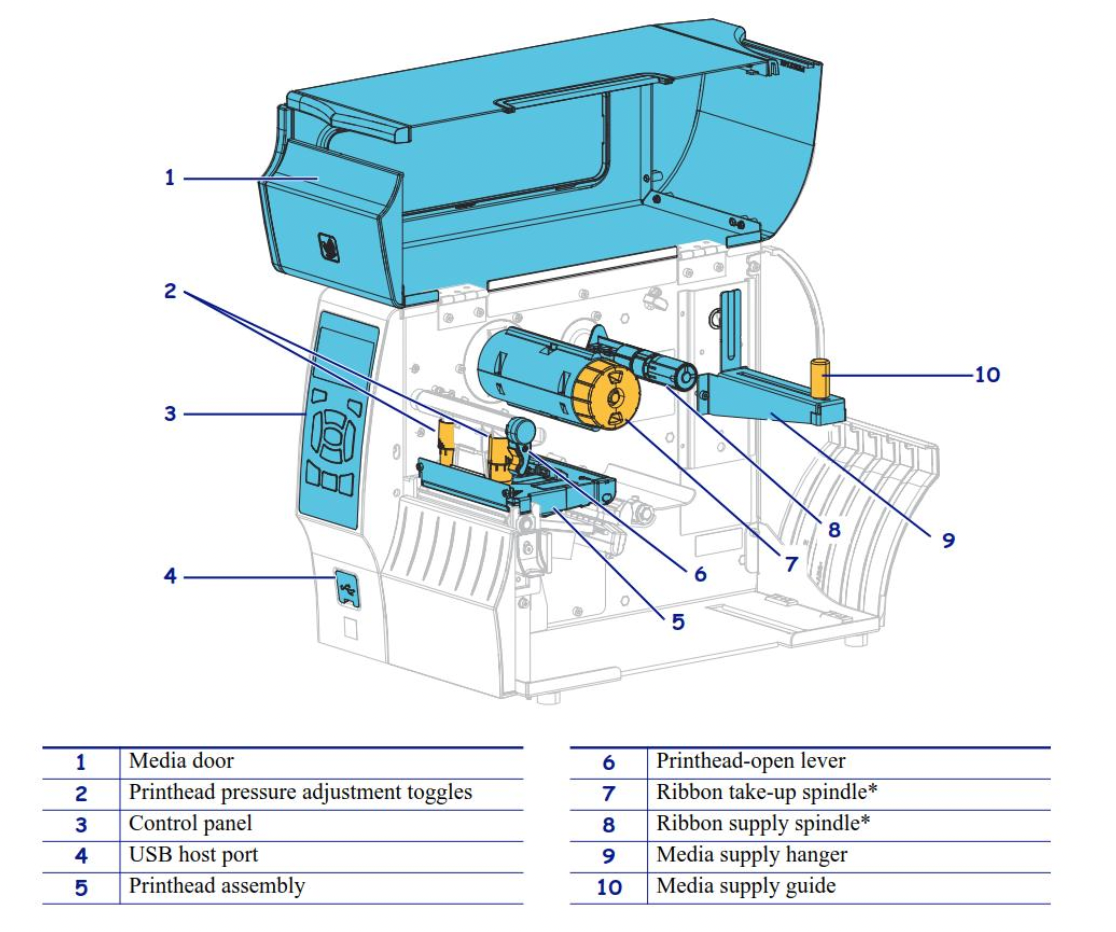 1
2
3
4
10
9
8
7
6
5
1 Media door
2 Printhead pressure adjustment toggles
3 Control panel
4 USB host port
5 Printhead assembly
6 Printhead-open lever
7 Ribbon take-up spindle*
8 Ribbon supply spindle*
9 Media supply hanger
10 Media supply guide